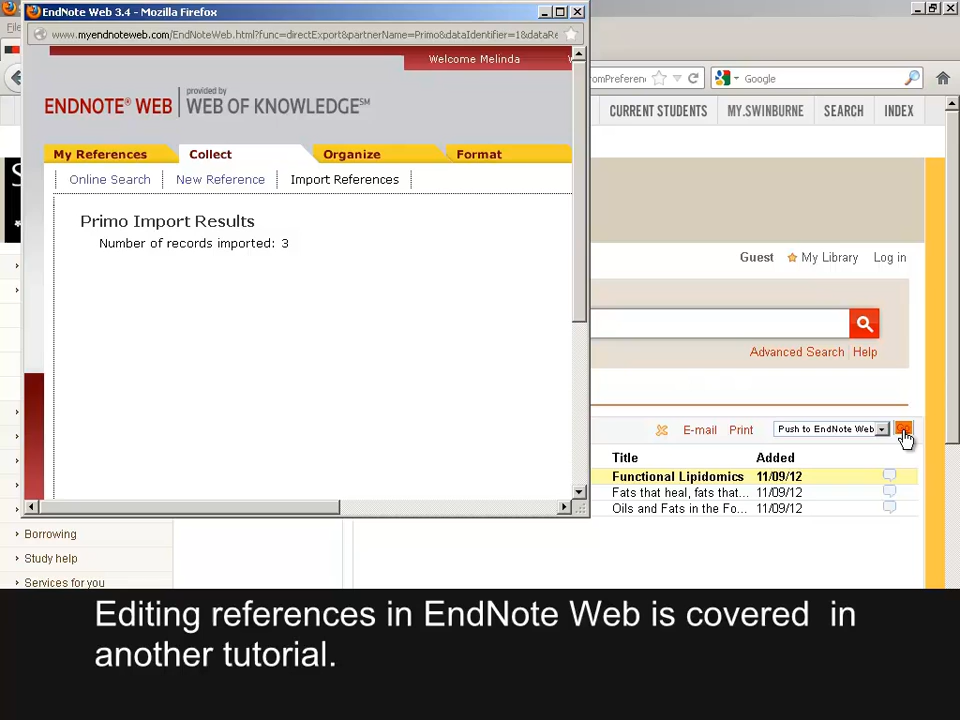 EndNote Web 3.4 - Mozilla Firefox
www.myendnoteweb.com/EndNoteWeb.html?func=directExport&partnerName=Primo&dataIdentifier=1&dataRe
Welcome Melinda
ENDNOTE® WEB provided by WEB OF KNOWLEDGE℠
My References Collect Organize Format
Online Search New Reference Import References
Primo Import Results
Number of records imported: 3
omPreferenc Google
CURRENT STUDENTS MY.SWINBURNE SEARCH INDEX
Guest My Library Log in
Advanced Search Help
E-mail Print Push to EndNote Web
Title Added
Functional Lipidomics 11/09/12
Fats that heal, fats that... 11/09/12
Oils and Fats in the Fo... 11/09/12
Borrowing
Study help
Services for you
Editing references in EndNote Web is covered in
another tutorial.